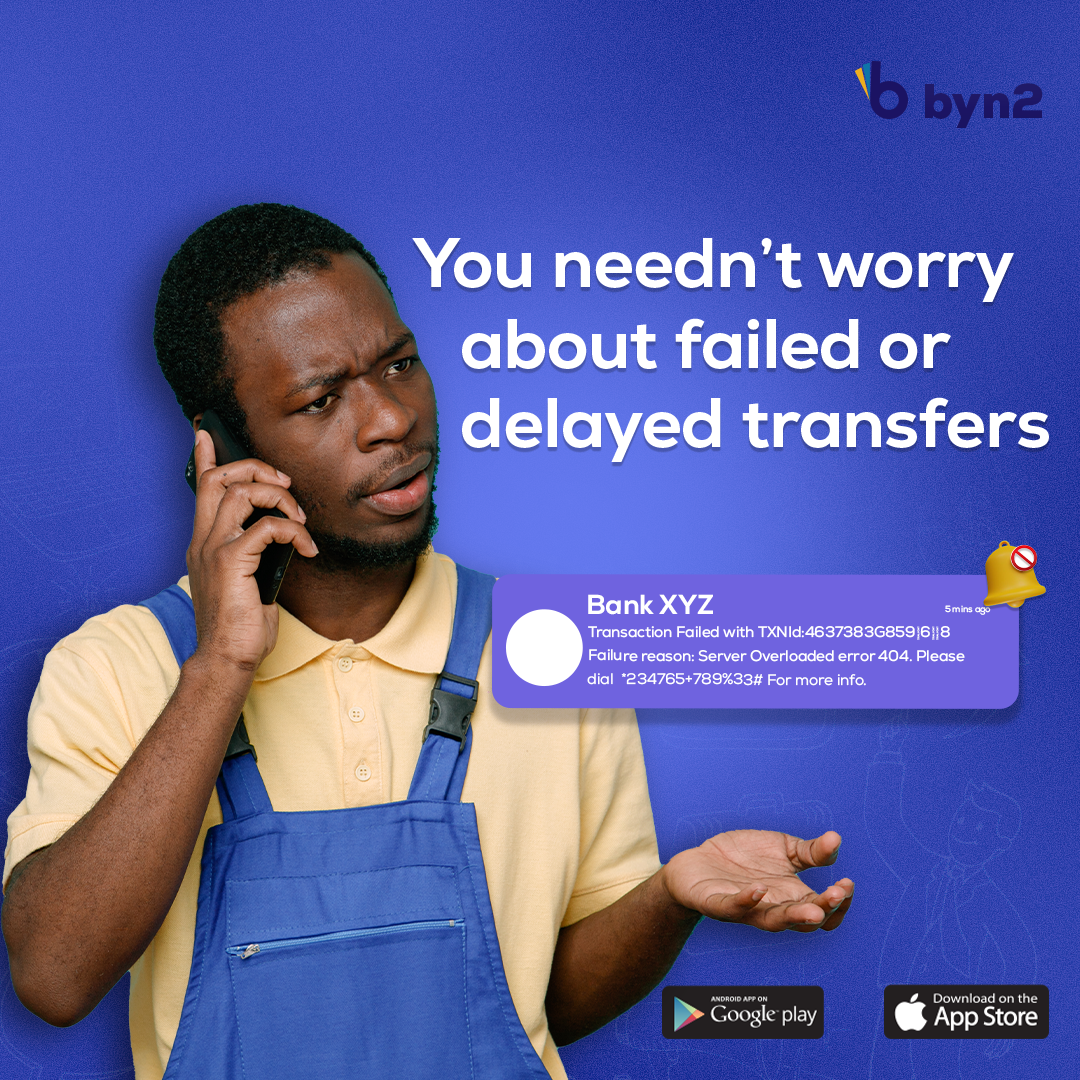 byn2
You needn't worry
about failed or
delayed transfers
Bank XYZ
5 mins ago
Transaction Failed with TXNId:4637383G859|6||8
Failure reason: Server Overloaded error 404. Please
dial *234765+789%33# For more info.
ANDROID APP ON
Google play
Download on the
App Store